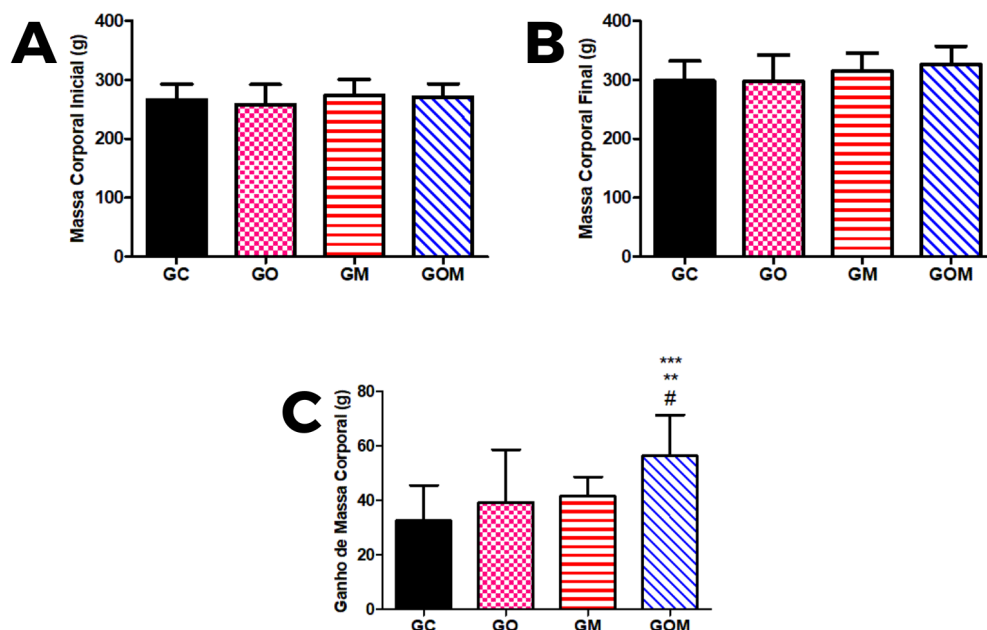 A
Massa Corporal Inicial (g)
400
300
200
100
0
GC GO GM GOM
B
Massa Corporal Final (g)
400
300
200
100
0
GC GO GM GOM
C
Ganho de Massa Corporal (g)
80
60
40
20
0
***
**
#
GC GO GM GOM